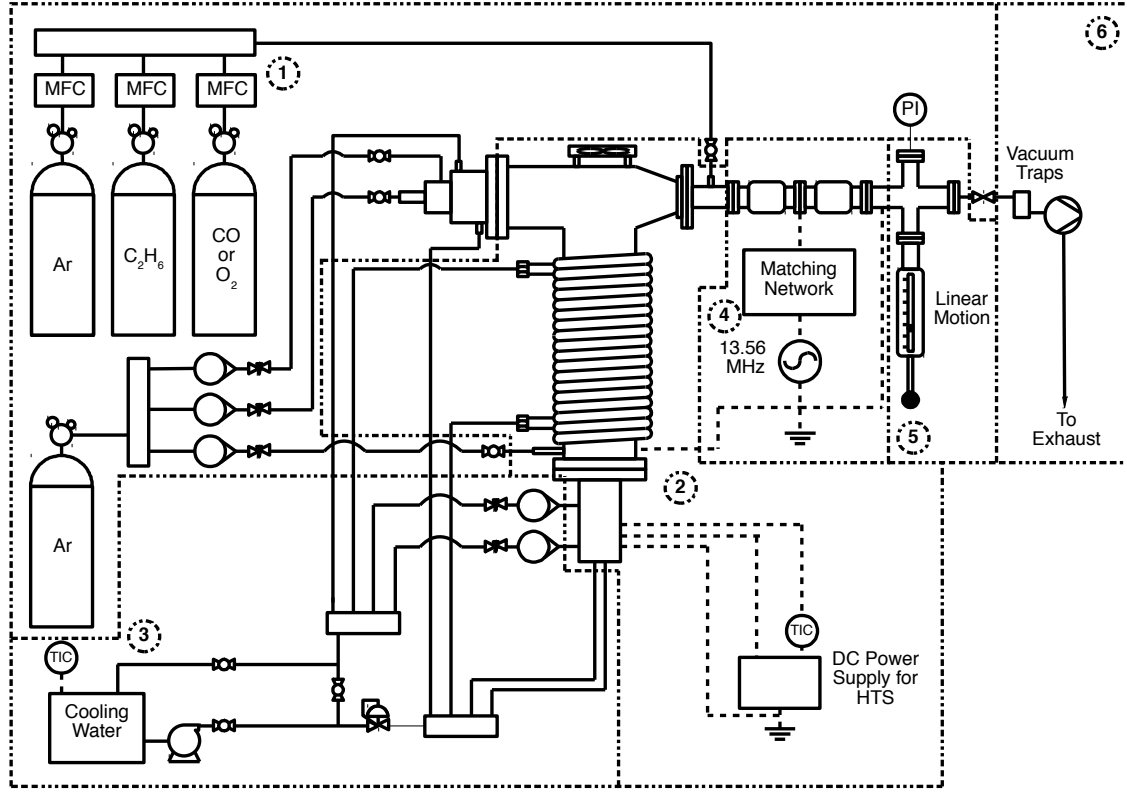 1
6
MFC
MFC
MFC
PI
Vacuum
Traps
Ar
C2H6
CO
or
O2
Matching
Network
4
13.56
MHz
Linear
Motion
5
To
Exhaust
2
Ar
3
TIC
Cooling
Water
TIC
DC Power
Supply for
HTS